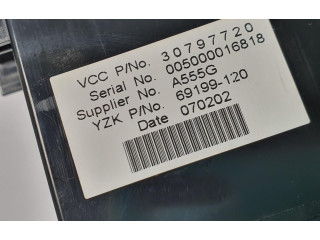 VCC P/No. 30797720
Serial No. 005000016818
Supplier No. A555G
YZK P/No. 69199-120
Date 070202